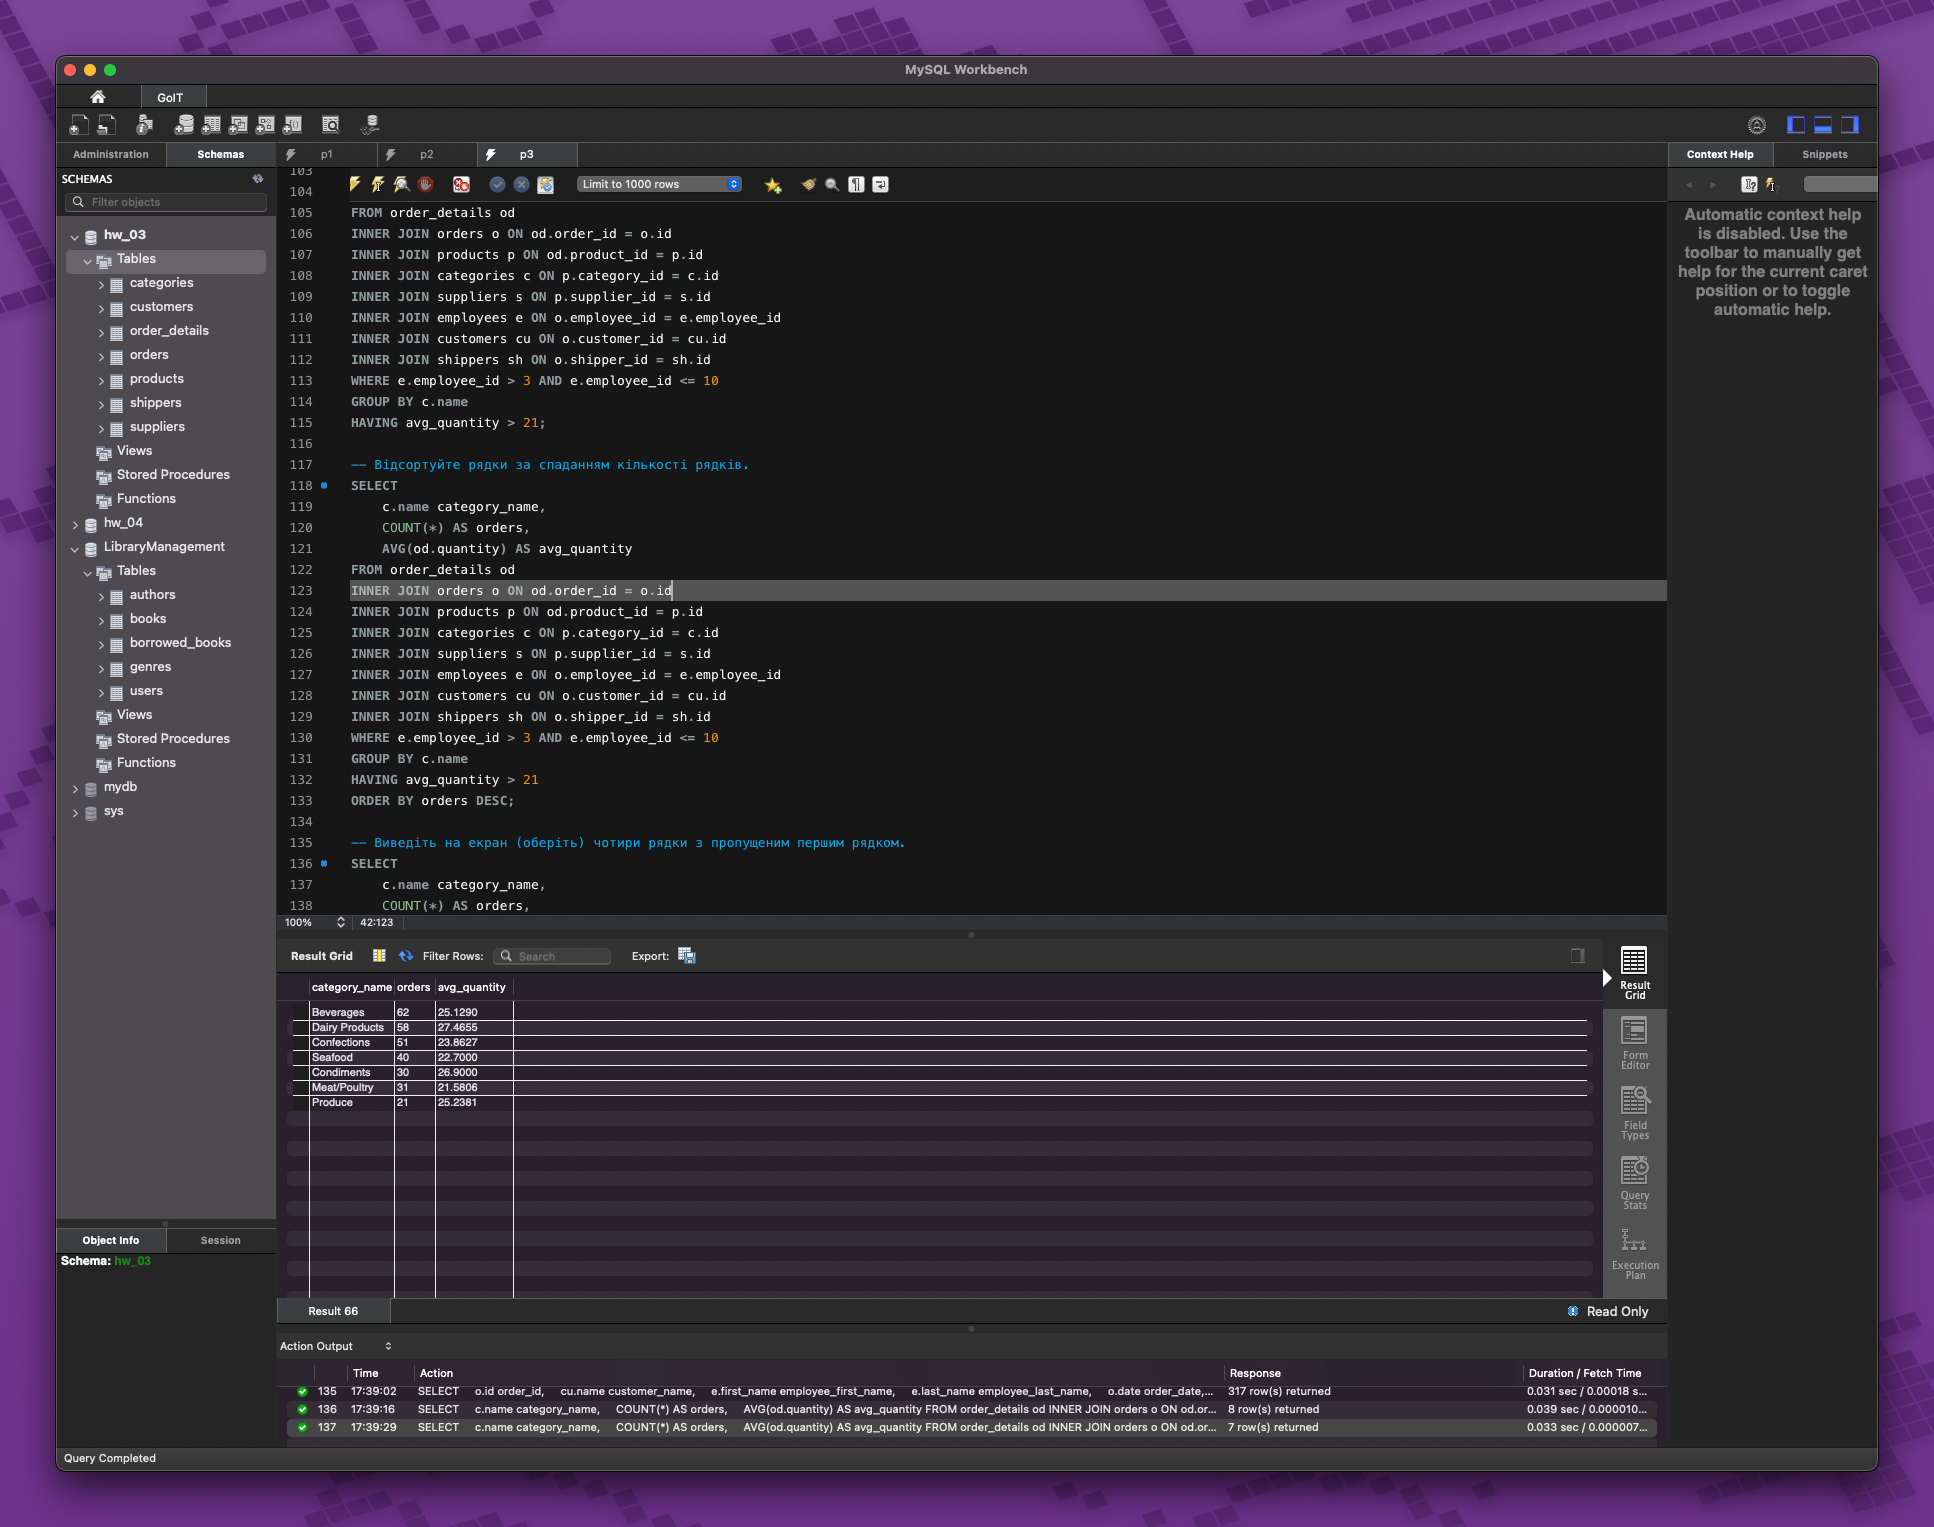 MySQL Workbench
GoIT
Administration
Schemas
p1
p2
p3
Context Help
Snippets
SCHEMAS
Filter objects
hw_03
Tables
categories
customers
order_details
orders
products
shippers
suppliers
Views
Stored Procedures
Functions
hw_04
LibraryManagement
Tables
authors
books
borrowed_books
genres
users
Views
Stored Procedures
Functions
mydb
sys
Object Info
Session
Schema: hw_03
Limit to 1000 rows
103
104
105 FROM order_details od
106 INNER JOIN orders o ON od.order_id = o.id
107 INNER JOIN products p ON od.product_id = p.id
108 INNER JOIN categories c ON p.category_id = c.id
109 INNER JOIN suppliers s ON p.supplier_id = s.id
110 INNER JOIN employees e ON o.employee_id = e.employee_id
111 INNER JOIN customers cu ON o.customer_id = cu.id
112 INNER JOIN shippers sh ON o.shipper_id = sh.id
113 WHERE e.employee_id > 3 AND e.employee_id <= 10
114 GROUP BY c.name
115 HAVING avg_quantity > 21;
116
117 -- Відсортуйте рядки за спаданням кількості рядків.
118 SELECT
119 c.name category_name,
120 COUNT(*) AS orders,
121 AVG(od.quantity) AS avg_quantity
122 FROM order_details od
123 INNER JOIN orders o ON od.order_id = o.id
124 INNER JOIN products p ON od.product_id = p.id
125 INNER JOIN categories c ON p.category_id = c.id
126 INNER JOIN suppliers s ON p.supplier_id = s.id
127 INNER JOIN employees e ON o.employee_id = e.employee_id
128 INNER JOIN customers cu ON o.customer_id = cu.id
129 INNER JOIN shippers sh ON o.shipper_id = sh.id
130 WHERE e.employee_id > 3 AND e.employee_id <= 10
131 GROUP BY c.name
132 HAVING avg_quantity > 21
133 ORDER BY orders DESC;
134
135 -- Виведіть на екран (оберіть) чотири рядки з пропущеним першим рядком.
136 SELECT
137 c.name category_name,
138 COUNT(*) AS orders,
100%
42:123
Automatic context help
is disabled. Use the
toolbar to manually get
help for the current caret
position or to toggle
automatic help.
Result Grid
Filter Rows:
Search
Export:
category_name orders avg_quantity
Beverages 62 25.1290
Dairy Products 58 27.4655
Confections 51 23.8627
Seafood 40 22.7000
Condiments 30 26.9000
Meat/Poultry 31 21.5806
Produce 21 25.2381
Result
Grid
Form
Editor
Field
Types
Query
Stats
Execution
Plan
Result 66
Read Only
Action Output
Time Action Response Duration / Fetch Time
135 17:39:02 SELECT o.id order_id, cu.name customer_name, e.first_name employee_first_name, e.last_name employee_last_name, o.date order_date,... 317 row(s) returned 0.031 sec / 0.00018 s...
136 17:39:16 SELECT c.name category_name, COUNT(*) AS orders, AVG(od.quantity) AS avg_quantity FROM order_details od INNER JOIN orders o ON od.or... 8 row(s) returned 0.039 sec / 0.000010...
137 17:39:29 SELECT c.name category_name, COUNT(*) AS orders, AVG(od.quantity) AS avg_quantity FROM order_details od INNER JOIN orders o ON od.or... 7 row(s) returned 0.033 sec / 0.000007...
Query Completed